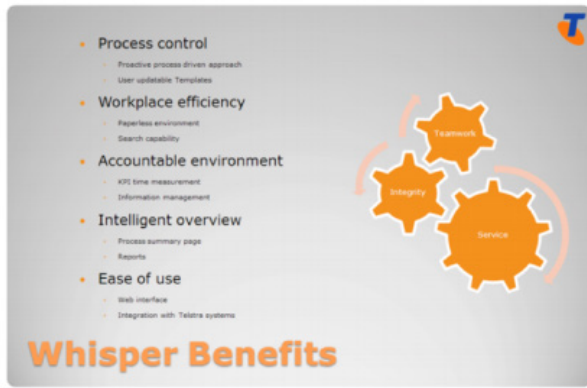 T
Process control
Proactive process driven approach
User updatable Templates
Workplace efficiency
Paperless environment
Search capability
Accountable environment
KPI time measurement
Information management
Intelligent overview
Process summary page
Reports
Ease of use
Web interface
Integration with Telstra systems
Teamwork
Integrity
Service
Whisper Benefits